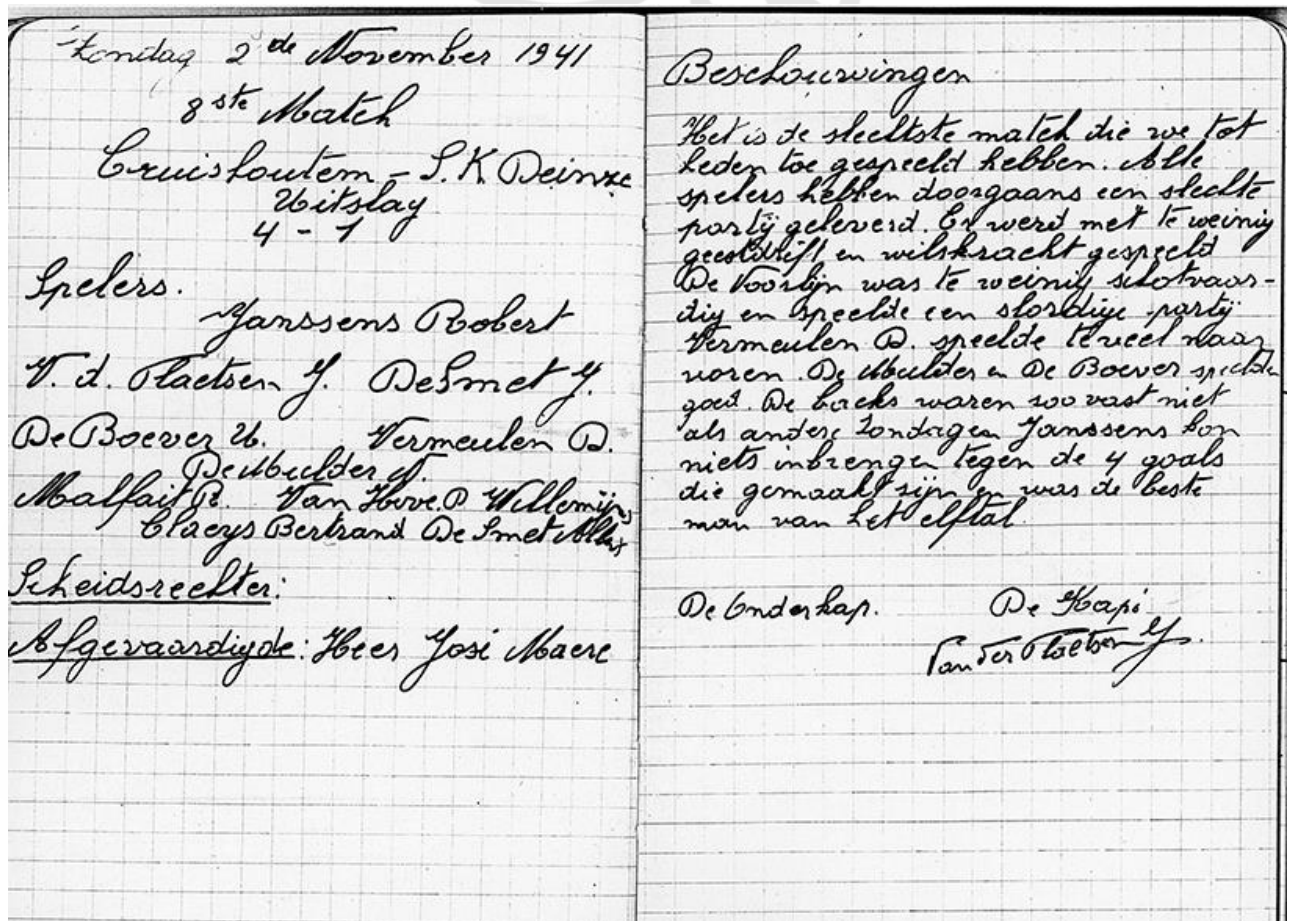 Zondag 2de November 1941
8ste Match
Cruishoutem - S.K Deinze
Uitslag
4 - 1
Spelers.
Janssens Robert
V. d. Plaetsen J. DeSmet J.
De Boever U. Vermeulen D.
De Mulder N.
Malfait R. Van Hove. P Willemijns
Claeys Bertrand De Smet
Scheidsrechter:
Afgevaardigde: Heer José Maere
Beschouwingen
Het is de slechtste match die we tot
heden toe gespeeld hebben. Alle
spelers hebben doorgaans een slechte
partij geleverd. Er werd met te weinig
geestdrift en wilskracht gespeeld
De Voorlijn was te weinig schotvaar-
dig en speelde een slordige partij
Vermeulen D. speelde teveel naar
voren. De Mulder en De Boever speelden
goed. De backs waren zoo vast niet
als andere Zondagen Janssens kon
niets inbrengen tegen de 4 goals
die gemaakt zijn en was de beste
man van het elftal.
De Onderkap. De Kapi
Van Der Plaetsen J.